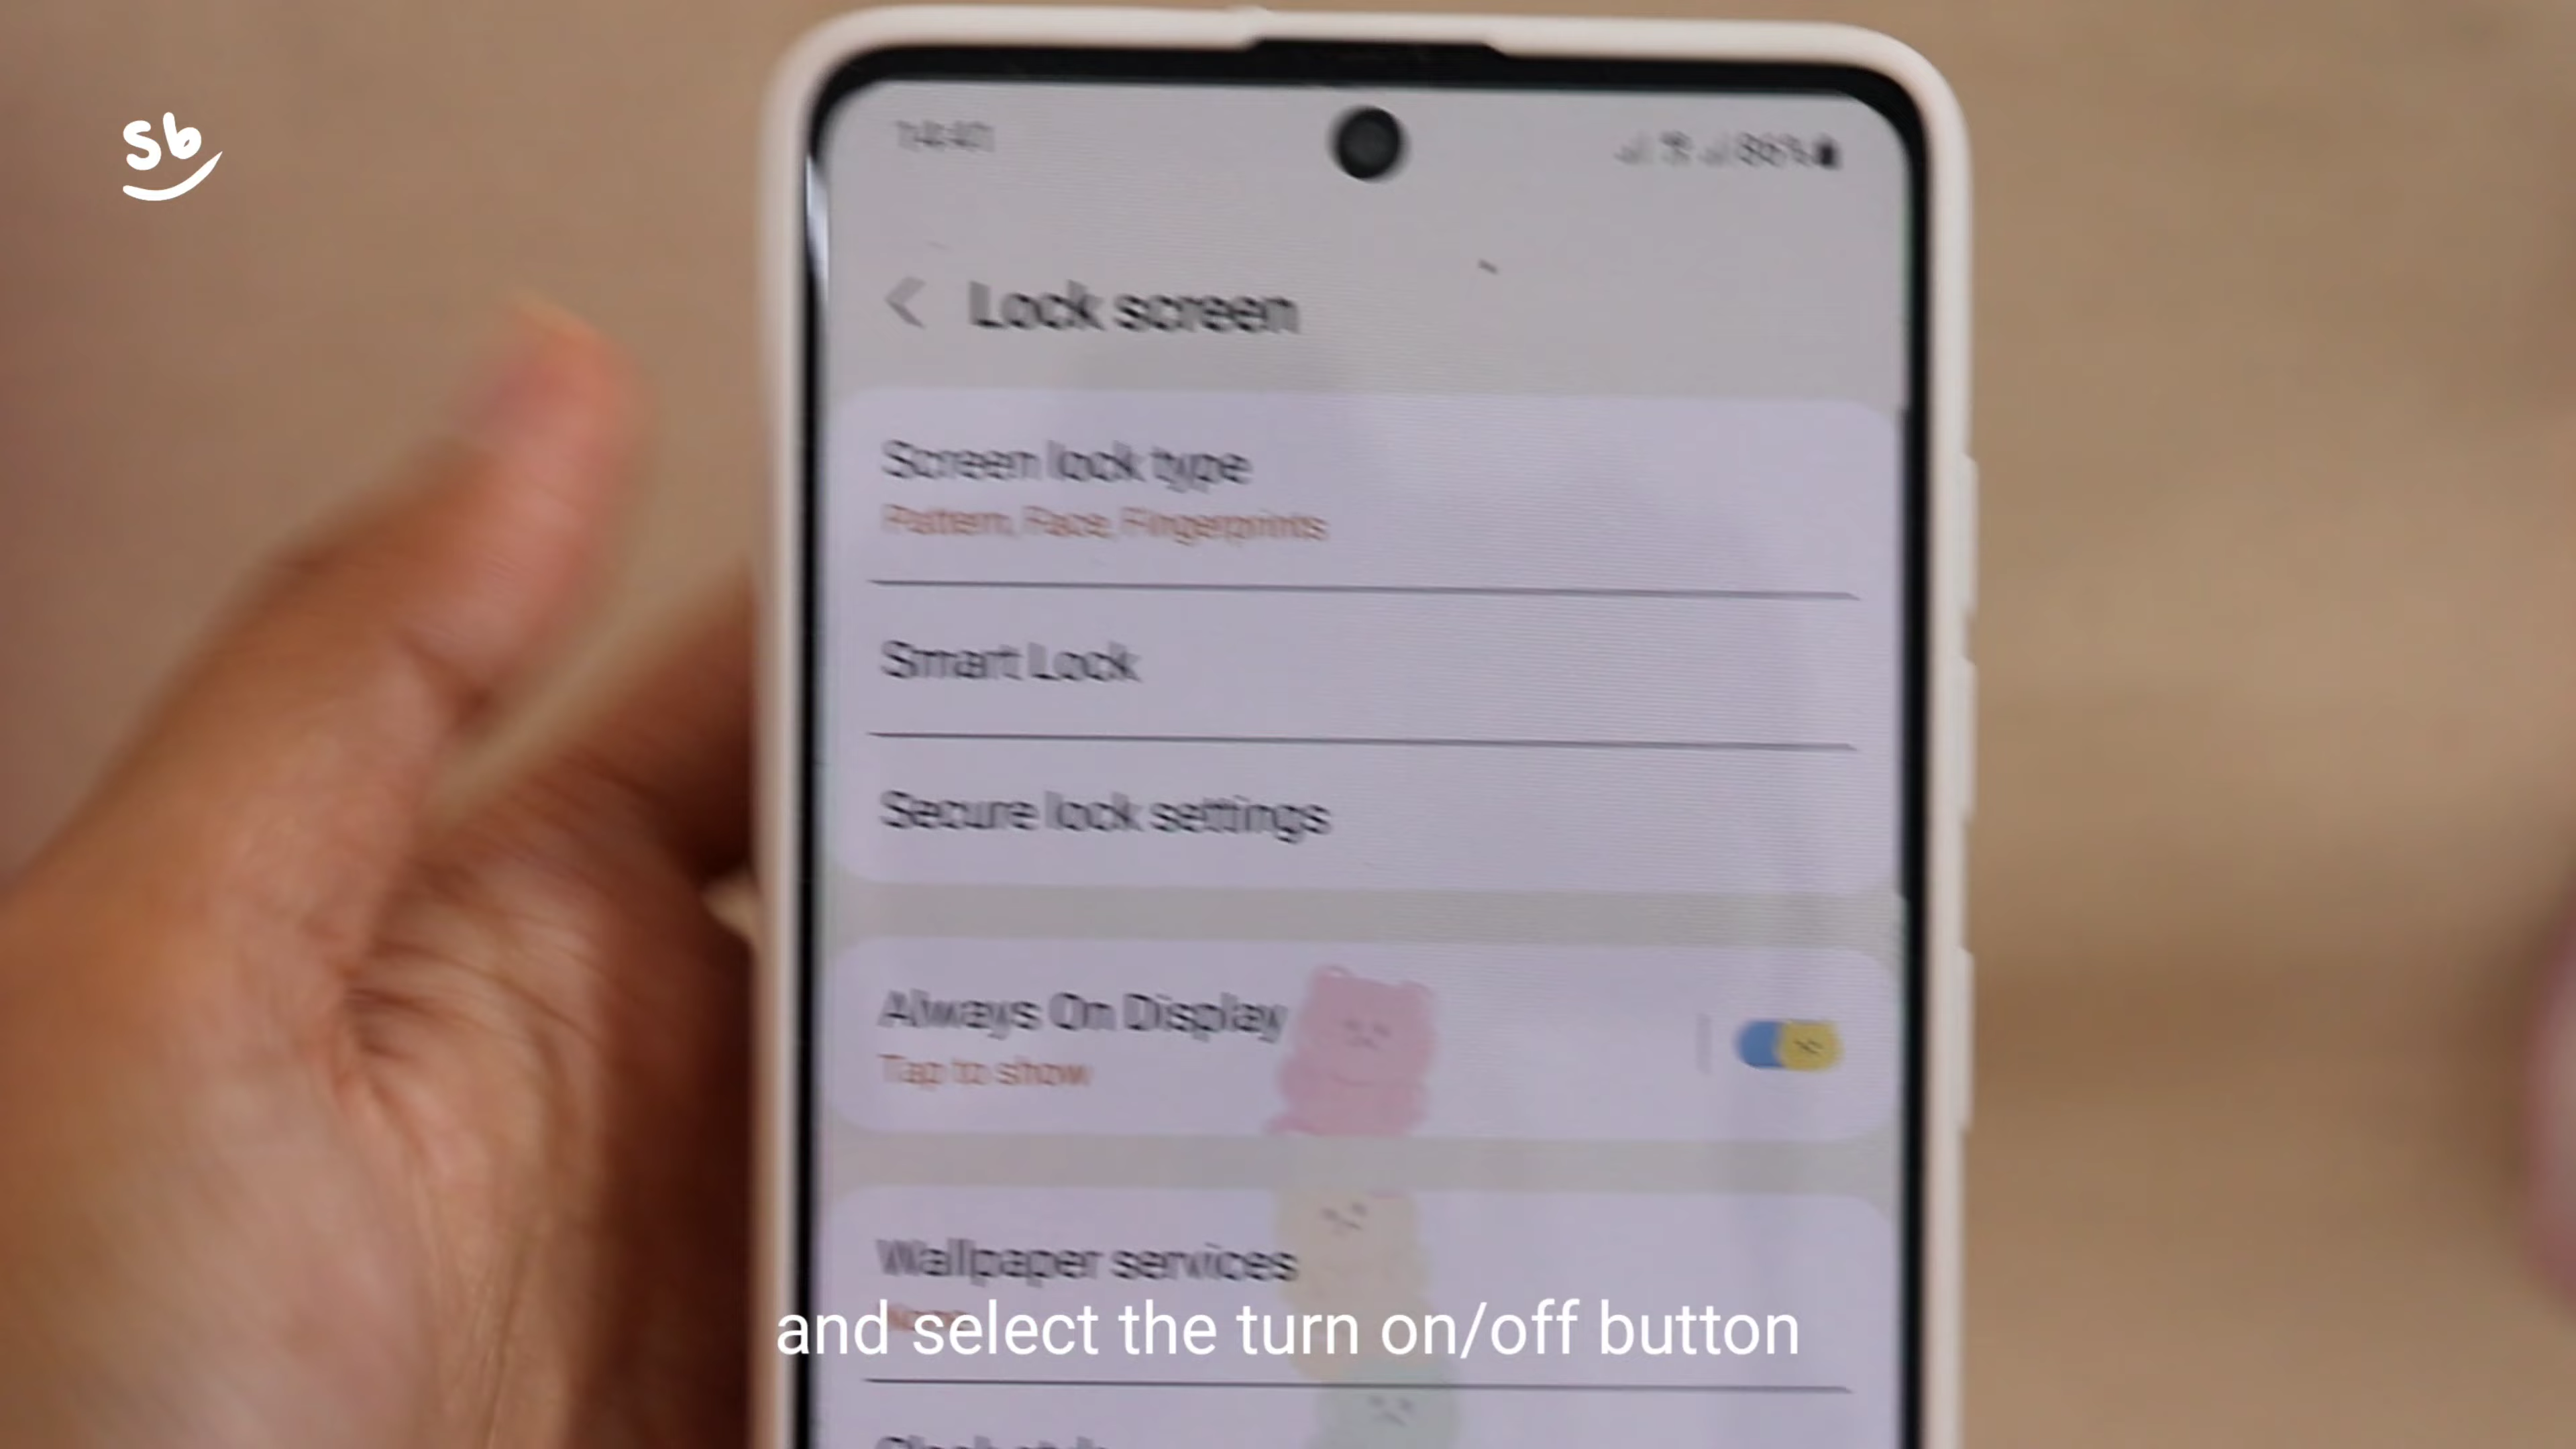 sb
86%
Lock screen
Screen lock type
Pattern, Face, Fingerprints
Smart Lock
Secure lock settings
Always On Display
Tap to show
Wallpaper services
and select the turn on/off button